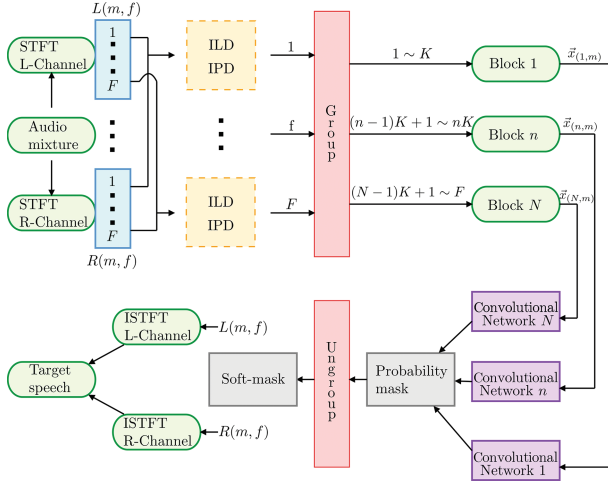 L(m, f)
STFT
L-Channel
1
F
ILD
IPD
1
Group
1 ∼ K
Block 1
x⃗(1,m)
Audio
mixture
f
(n−1)K + 1 ∼ nK
Block n
x⃗(n,m)
STFT
R-Channel
1
F
R(m, f)
ILD
IPD
F
(N−1)K + 1 ∼ F
Block N
x⃗(N,m)
ISTFT
L-Channel
L(m, f)
Target
speech
ISTFT
R-Channel
R(m, f)
Soft-mask
Ungroup
Probability
mask
Convolutional
Network N
Convolutional
Network n
Convolutional
Network 1